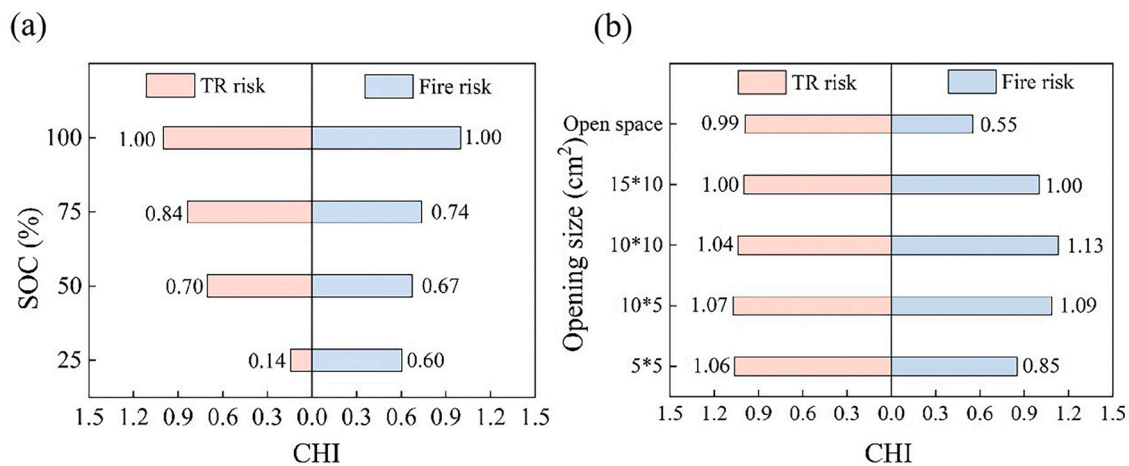 (a)
TR risk
Fire risk
SOC (%)
100
1.00
1.00
75
0.84
0.74
50
0.70
0.67
25
0.14
0.60
1.5 1.2 0.9 0.6 0.3 0.0 0.3 0.6 0.9 1.2 1.5
CHI
(b)
TR risk
Fire risk
Opening size (cm²)
Open space
0.99
0.55
15*10
1.00
1.00
10*10
1.04
1.13
10*5
1.07
1.09
5*5
1.06
0.85
1.5 1.2 0.9 0.6 0.3 0.0 0.3 0.6 0.9 1.2 1.5
CHI